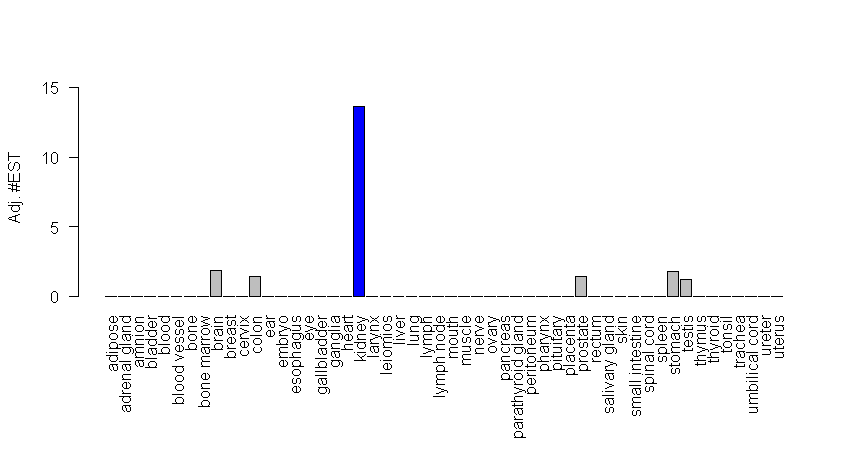 15
10
5
0
Adj. #EST
adipose
adrenal gland
amnion
bladder
blood
blood vessel
bone
bone marrow
brain
breast
cervix
colon
ear
embryo
esophagus
eye
gallbladder
ganglia
heart
kidney
larynx
leiomios
liver
lung
lymph
lymph node
mouth
muscle
nerve
ovary
pancreas
parathyroid gland
peritoneum
pharynx
pituitary
placenta
prostate
rectum
salivary gland
skin
small intestine
spinal cord
spleen
stomach
testis
thymus
thyroid
tonsil
trachea
umbilical cord
ureter
uterus